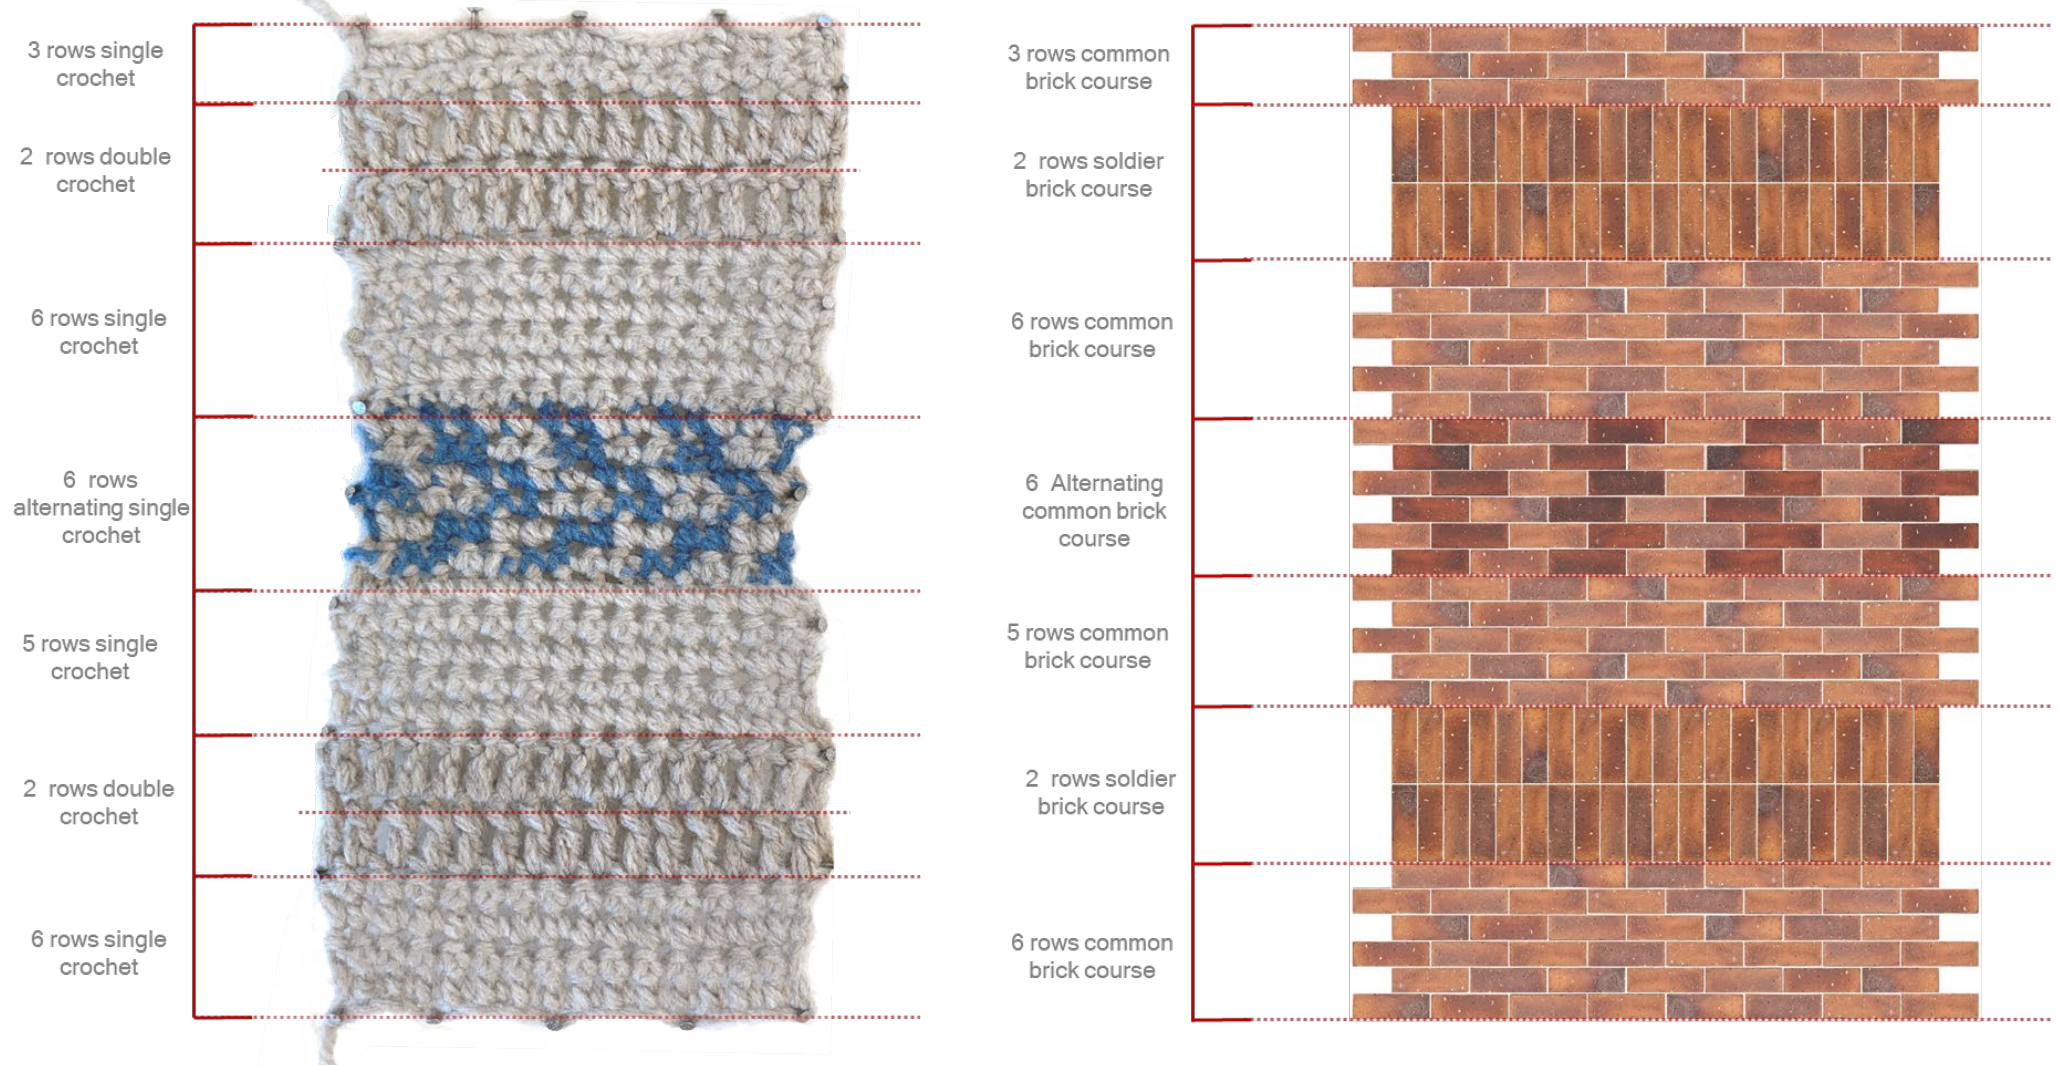 3 rows single
crochet
2 rows double
crochet
6 rows single
crochet
6 rows
alternating single
crochet
5 rows single
crochet
2 rows double
crochet
6 rows single
crochet
3 rows common
brick course
2 rows soldier
brick course
6 rows common
brick course
6 Alternating
common brick
course
5 rows common
brick course
2 rows soldier
brick course
6 rows common
brick course